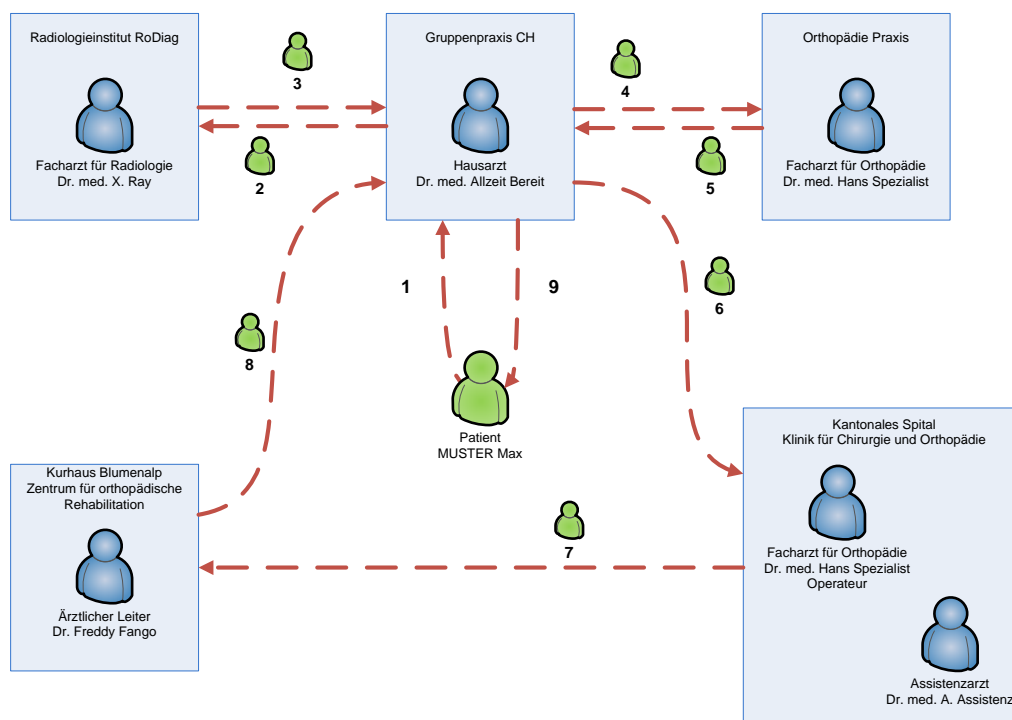 Radiologieinstitut RoDiag
Facharzt für Radiologie
Dr. med. X. Ray
3
2
Gruppenpraxis CH
Hausarzt
Dr. med. Allzeit Bereit
4
5
Orthopädie Praxis
Facharzt für Orthopädie
Dr. med. Hans Spezialist
1
9
6
8
Patient
MUSTER Max
Kurhaus Blumenalp
Zentrum für orthopädische
Rehabilitation
Ärztlicher Leiter
Dr. Freddy Fango
7
Kantonales Spital
Klinik für Chirurgie und Orthopädie
Facharzt für Orthopädie
Dr. med. Hans Spezialist
Operateur
Assistenzarzt
Dr. med. A. Assistenz